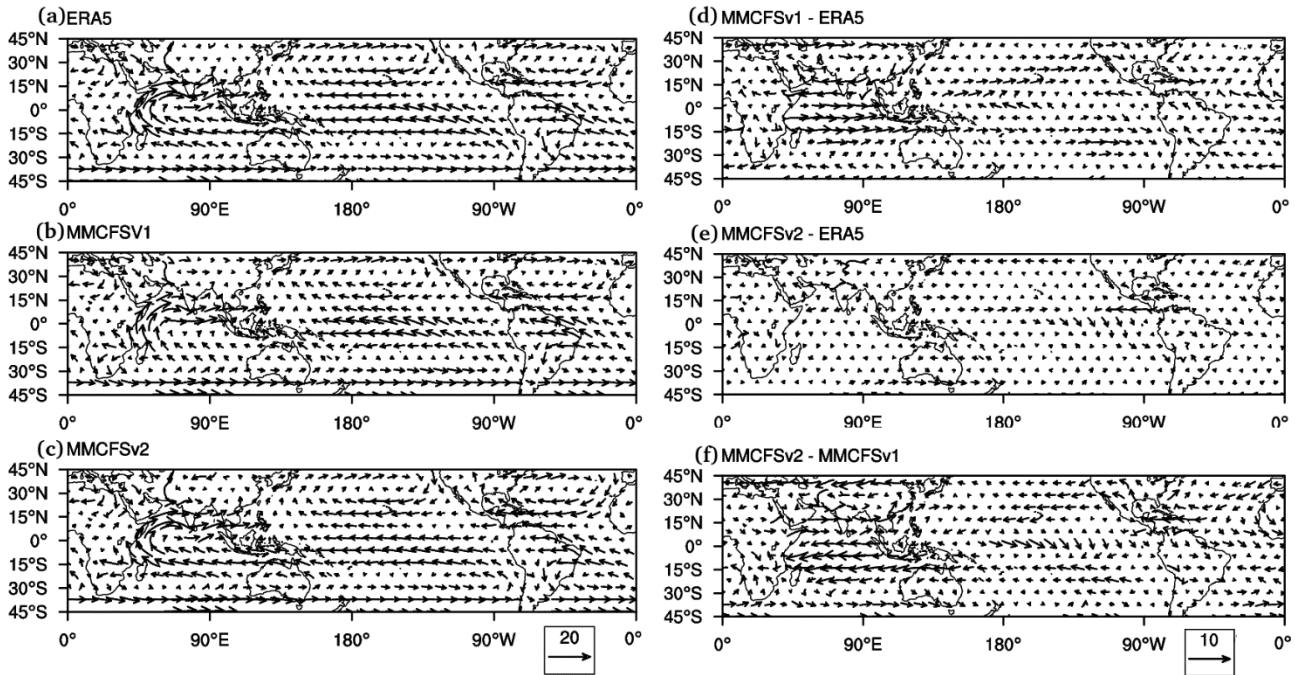 (a) ERA5
45°N
30°N
15°N
0°
15°S
30°S
45°S
0° 90°E 180° 90°W 0°
(b) MMCFSV1
45°N
30°N
15°N
0°
15°S
30°S
45°S
0° 90°E 180° 90°W 0°
(c) MMCFSv2
45°N
30°N
15°N
0°
15°S
30°S
45°S
0° 90°E 180° 90°W 0°
20
(d) MMCFSv1 - ERA5
45°N
30°N
15°N
0°
15°S
30°S
45°S
0° 90°E 180° 90°W 0°
(e) MMCFSv2 - ERA5
45°N
30°N
15°N
0°
15°S
30°S
45°S
0° 90°E 180° 90°W 0°
(f) MMCFSv2 - MMCFSv1
45°N
30°N
15°N
0°
15°S
30°S
45°S
0° 90°E 180° 90°W 0°
10